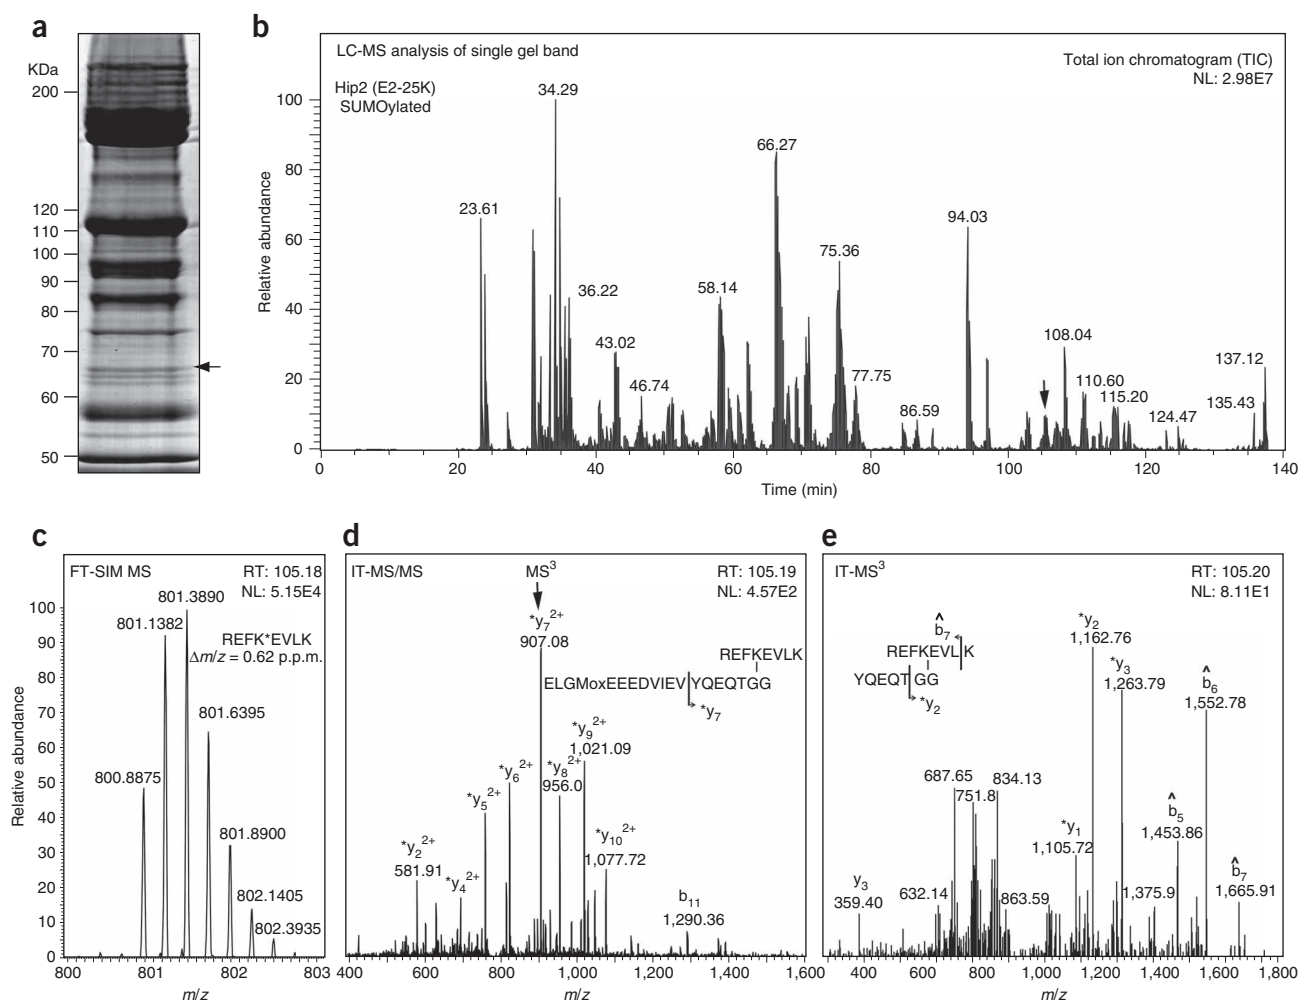 a
KDa
200
120
110
100
90
80
70
60
50
b
LC-MS analysis of single gel band
Total ion chromatogram (TIC)
NL: 2.98E7
Hip2 (E2-25K)
SUMOylated
Relative abundance
100
80
60
40
20
0
23.61
34.29
36.22
43.02
46.74
58.14
66.27
75.36
77.75
86.59
94.03
108.04
110.60
115.20
124.47
135.43
137.12
0 20 40 60 80 100 120 140
Time (min)
c
FT-SIM MS
RT: 105.18
NL: 5.15E4
REFK*EVLK
Δm/z = 0.62 p.p.m.
Relative abundance
100
90
80
70
60
50
40
30
20
10
0
800.8875
801.1382
801.3890
801.6395
801.8900
802.1405
802.3935
800 801 802 803
m/z
d
IT-MS/MS
MS³
RT: 105.19
NL: 4.57E2
*y₇²⁺
907.08
REFKEVLK
ELGMoxEEEDVIEVYQEQTGG
*y₇
*y₉²⁺
1,021.09
*y₈²⁺
956.0
*y₆²⁺
*y₅²⁺
*y₂²⁺
581.91
*y₄²⁺
*y₁₀²⁺
1,077.72
b₁₁
1,290.36
400 600 800 1,000 1,200 1,400 1,600
m/z
e
IT-MS³
RT: 105.20
NL: 8.11E1
b̂₇
REFKEVLK
YQEQTGG
*y₂
*y₂
1,162.76
*y₃
1,263.79
b̂₆
1,552.78
687.65
751.8
834.13
*y₁
1,105.72
b̂₅
1,453.86
y₃
359.40
632.14
863.59
1,375.9
b̂₇
1,665.91
400 600 800 1,000 1,200 1,400 1,600 1,800
m/z